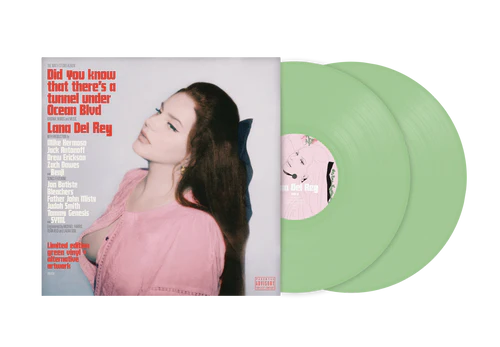 Did you know
that there's a
tunnel under
Ocean Blvd
Lana Del Rey
Mike Hermosa
Jack Antonoff
Drew Erickson
Zach Dawes
Benji
Jon Batiste
Bleachers
Father John Misty
Judah Smith
Tommy Genesis
SYML
Limited edition
green vinyl
alternative
artwork
PARENTAL
ADVISORY
Del Rey